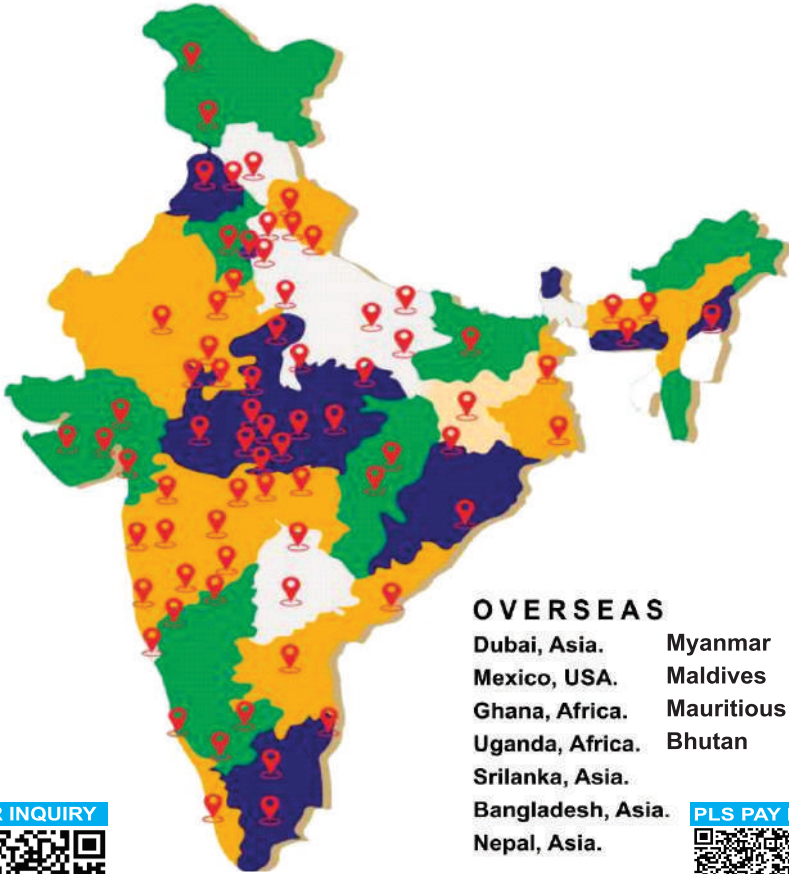 OVERSEAS
Dubai, Asia.
Mexico, USA.
Ghana, Africa.
Uganda, Africa.
Srilanka, Asia.
Bangladesh, Asia.
Nepal, Asia.
Myanmar
Maldives
Mauritious
Bhutan
R INQUIRY
PLS PAY